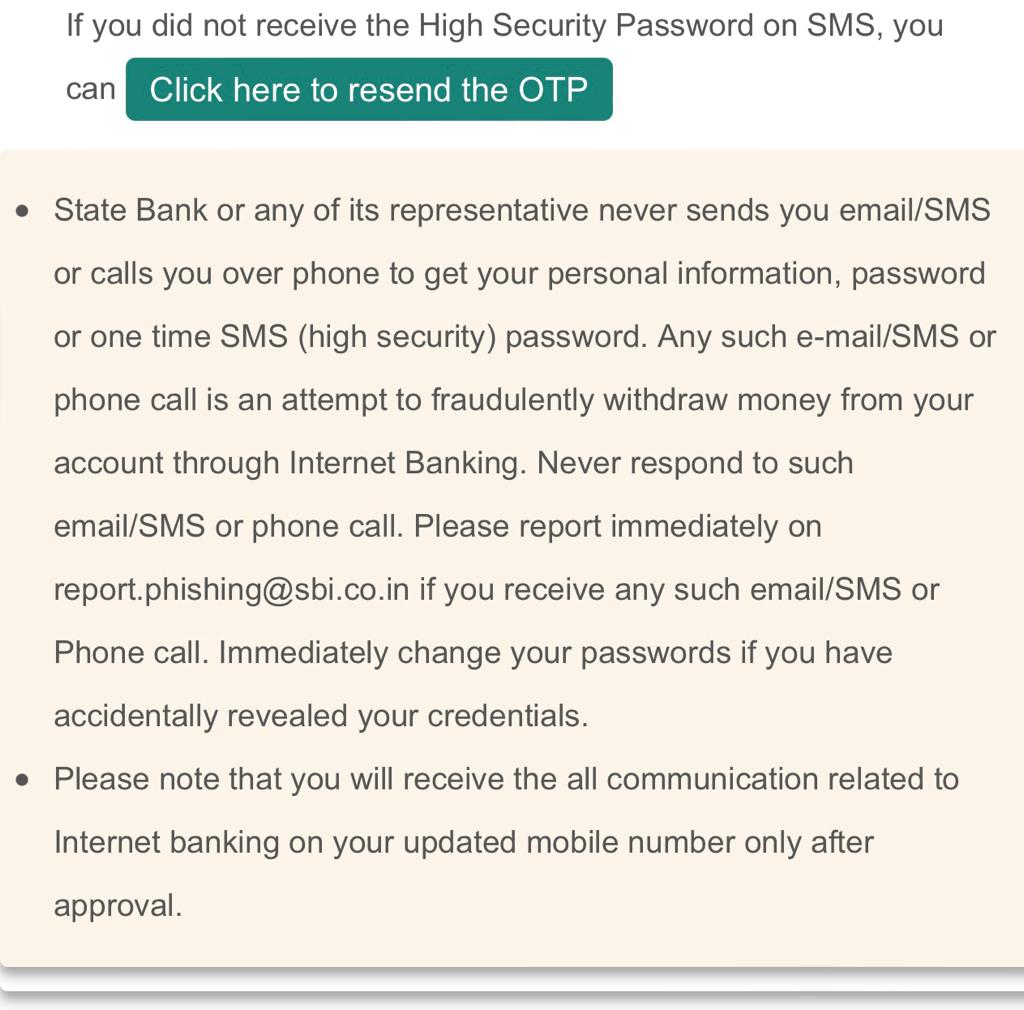 If you did not receive the High Security Password on SMS, you
can Click here to resend the OTP
• State Bank or any of its representative never sends you email/SMS
or calls you over phone to get your personal information, password
or one time SMS (high security) password. Any such e-mail/SMS or
phone call is an attempt to fraudulently withdraw money from your
account through Internet Banking. Never respond to such
email/SMS or phone call. Please report immediately on
report.phishing@sbi.co.in if you receive any such email/SMS or
Phone call. Immediately change your passwords if you have
accidentally revealed your credentials.
• Please note that you will receive the all communication related to
Internet banking on your updated mobile number only after
approval.